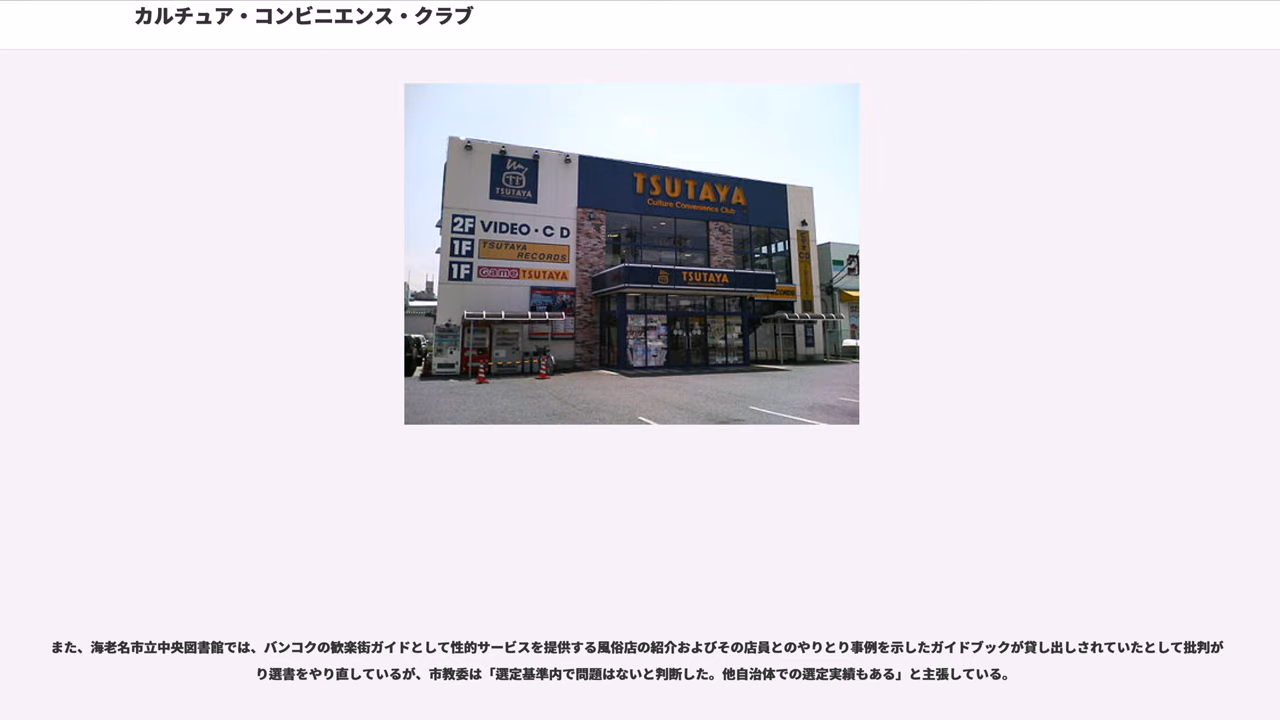 カルチュア・コンビニエンス・クラブ
TSUTAYA
TSUTAYA
Culture Convenience Club
2F VIDEO・CD
1F TSUTAYA RECORDS
1F Game TSUTAYA
TSUTAYA
RECORDS
また、海老名市立中央図書館では、バンコクの歓楽街ガイドとして性的サービスを提供する風俗店の紹介およびその店員とのやりとり事例を示したガイドブックが貸し出しされていたとして批判が
り選書をやり直しているが、市教委は「選定基準内で問題はないと判断した。他自治体での選定実績もある」と主張している。